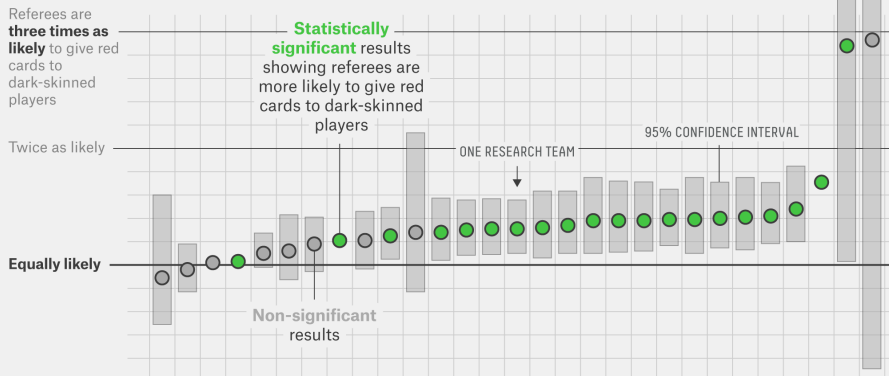 Referees are
three times as
likely to give red
cards to
dark-skinned
players
Statistically
significant results
showing referees are
more likely to give red
cards to dark-skinned
players
Twice as likely
ONE RESEARCH TEAM
95% CONFIDENCE INTERVAL
Equally likely
Non-significant
results